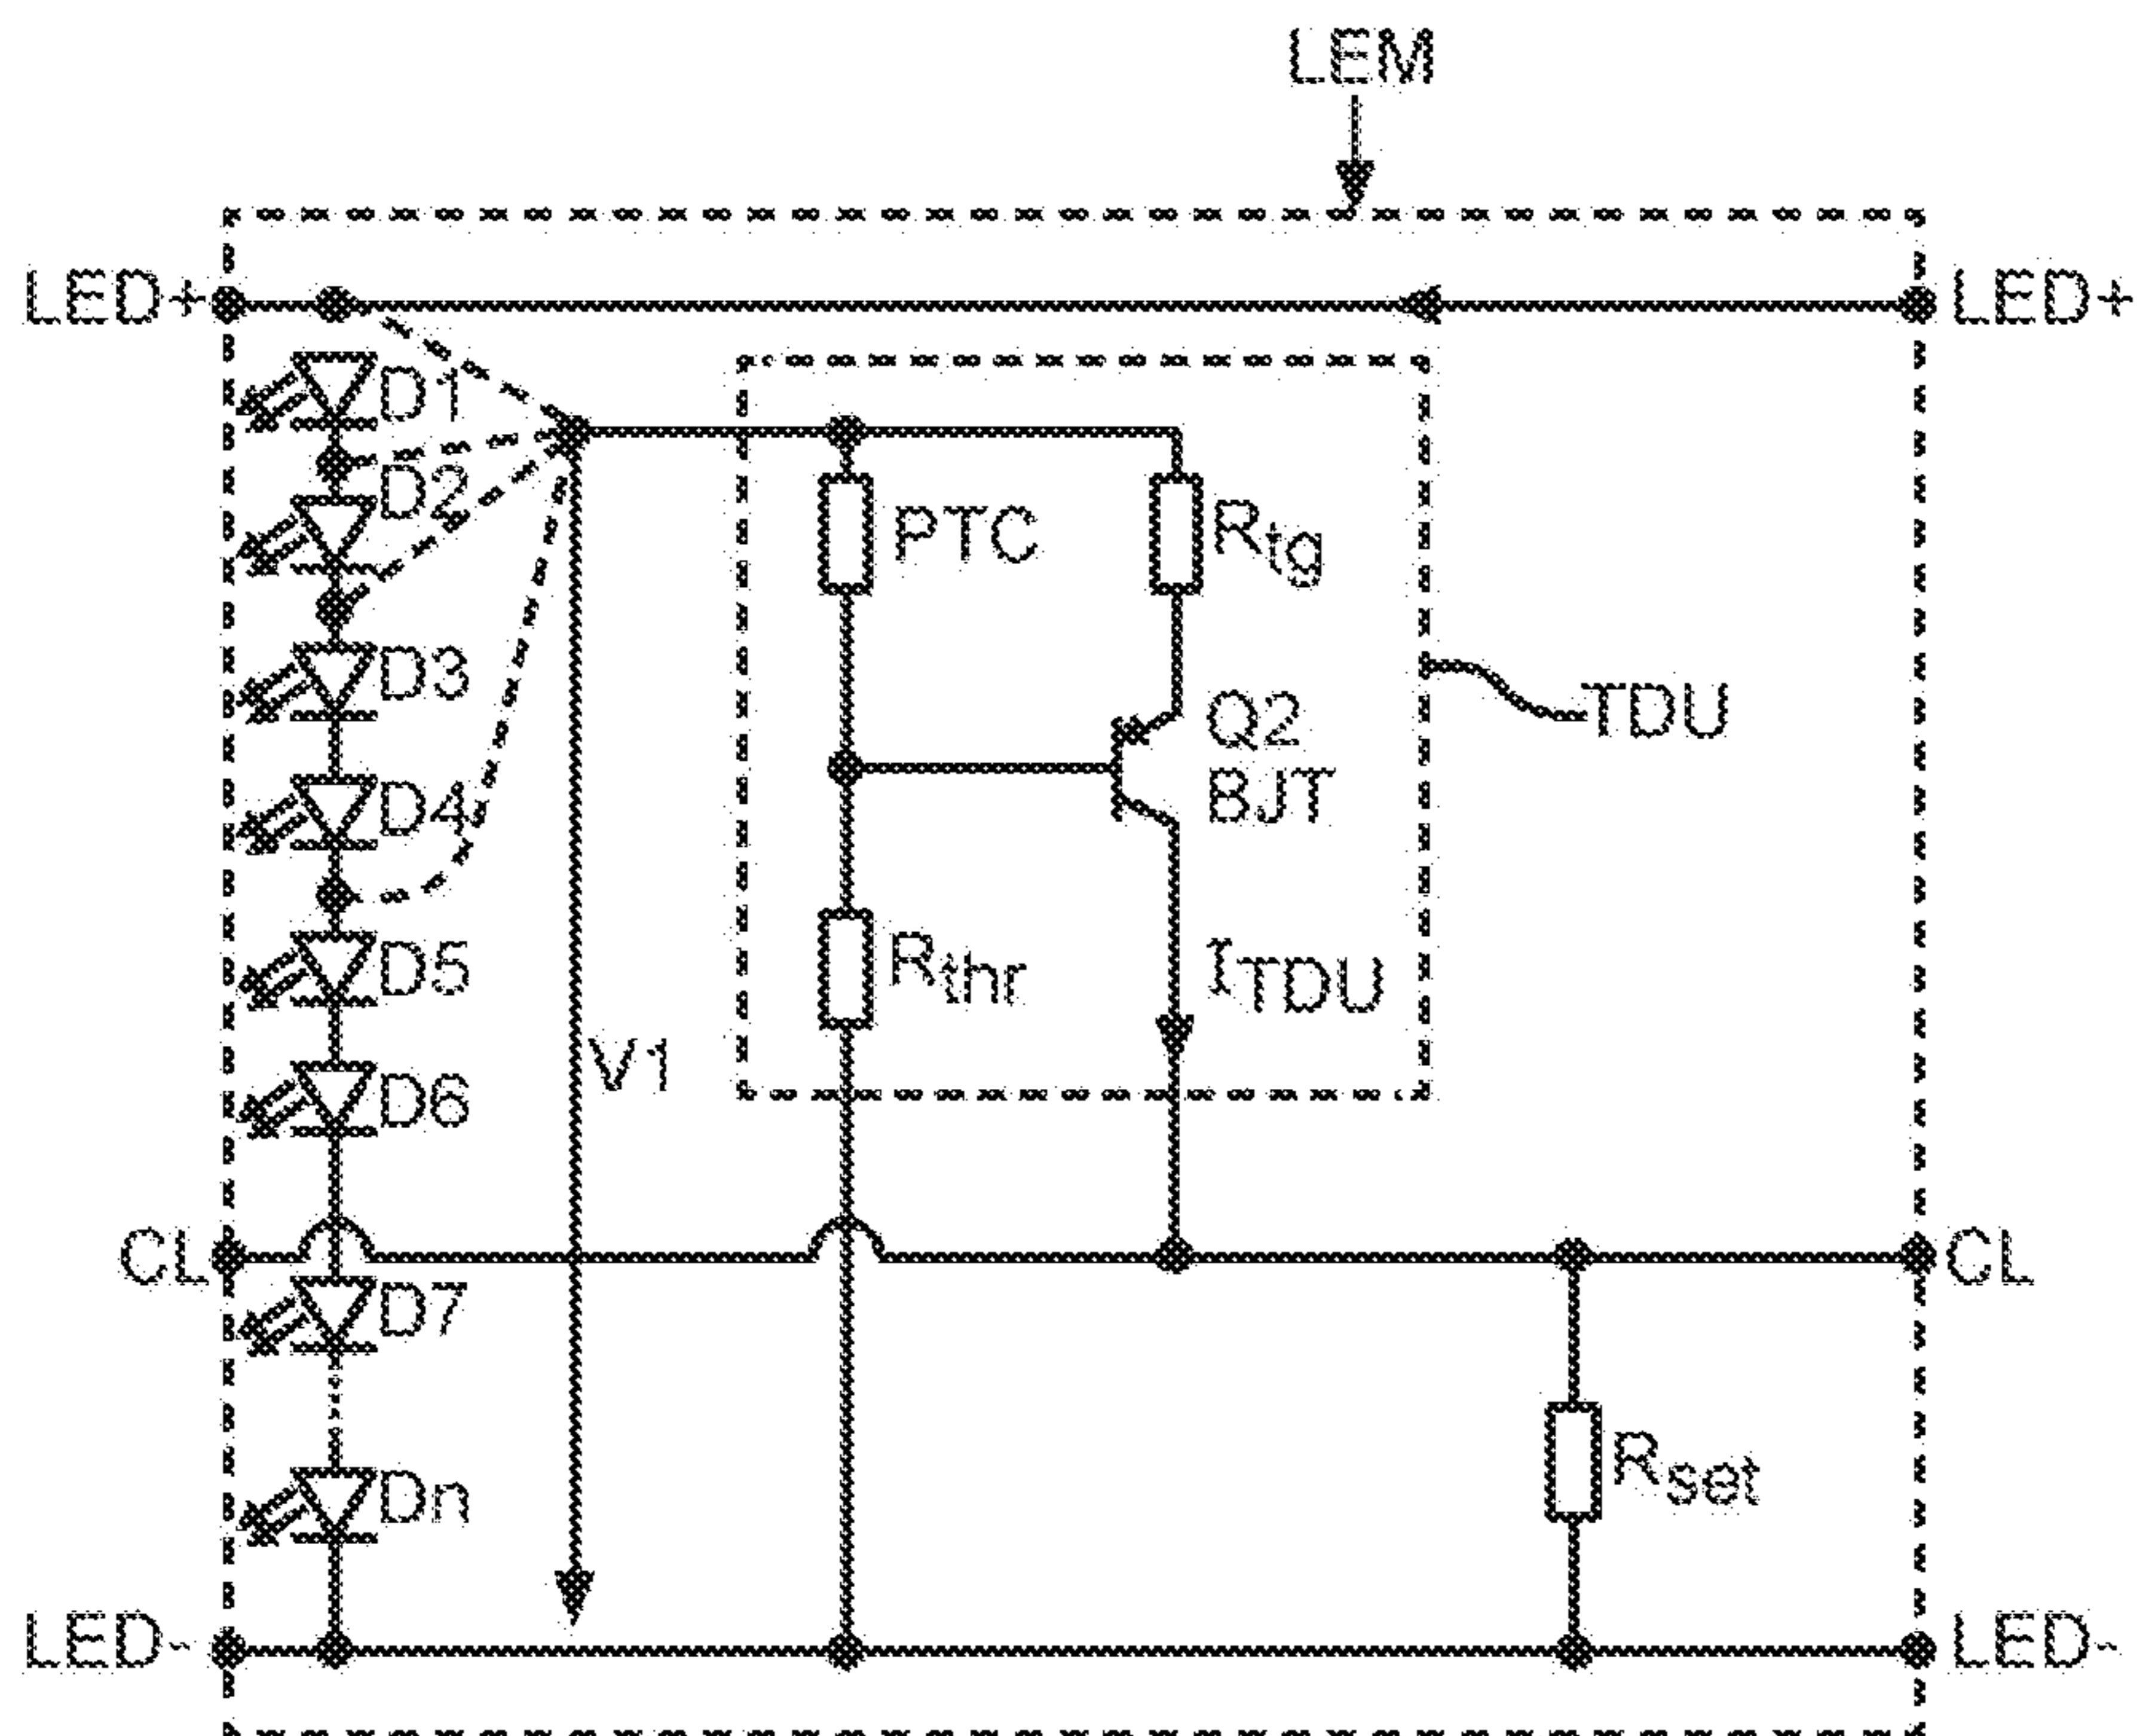 LEM
LED+
LED+
D1
D2
PTC
Rtg
D3
Q2
BJT
TDU
D4
D5
Rthr
ITDU
V1
D6
CL
CL
D7
Rset
Dn
LED-
LED-